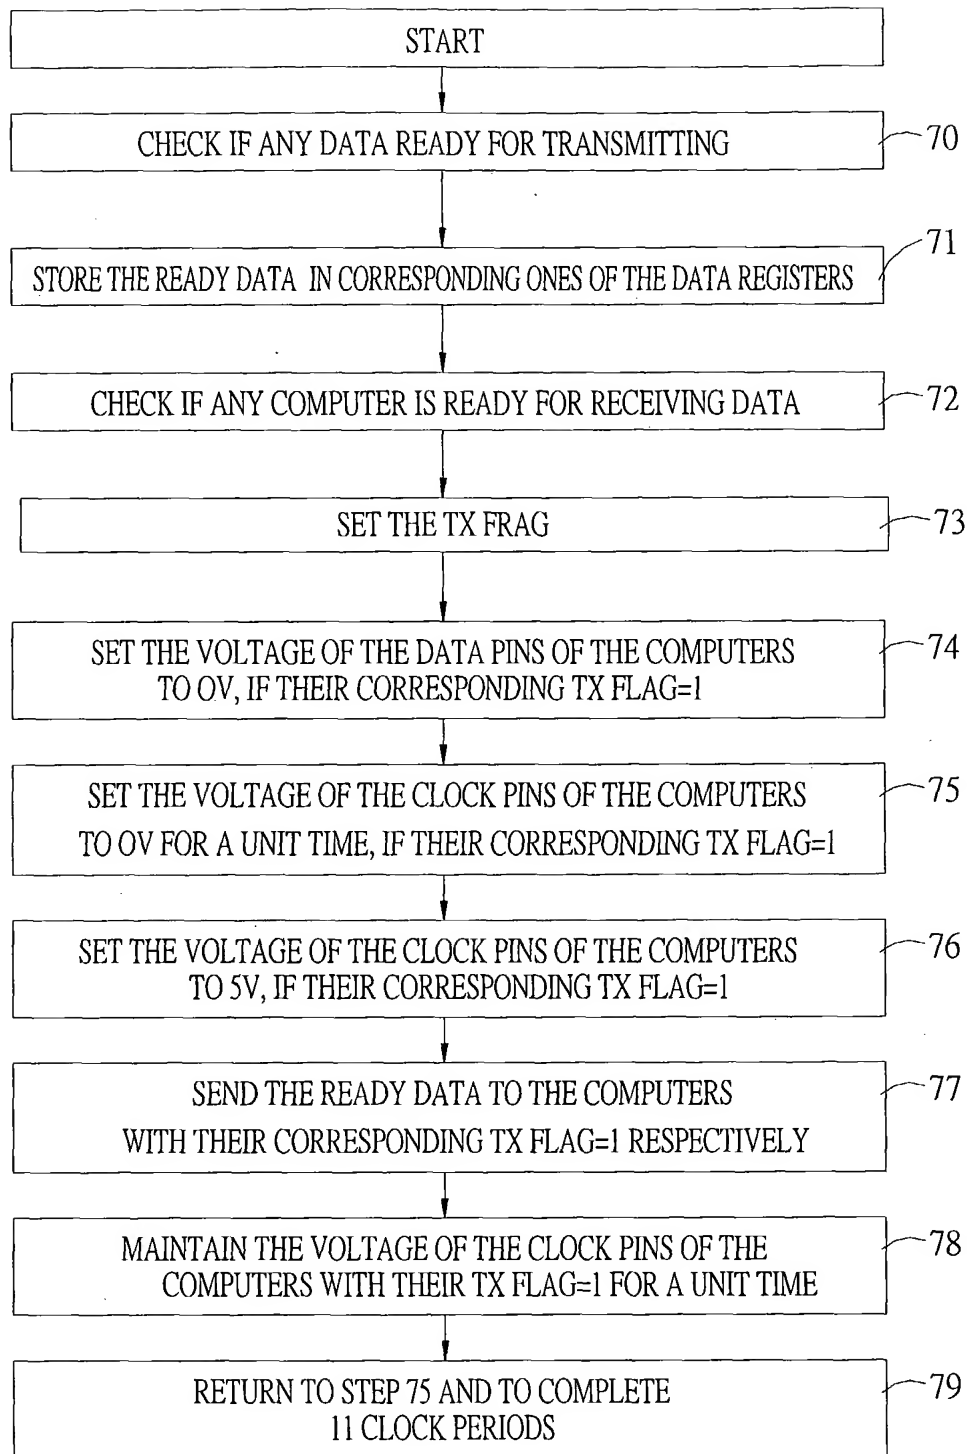 START
CHECK IF ANY DATA READY FOR TRANSMITTING
70
STORE THE READY DATA IN CORRESPONDING ONES OF THE DATA REGISTERS
71
CHECK IF ANY COMPUTER IS READY FOR RECEIVING DATA
72
SET THE TX FRAG
73
SET THE VOLTAGE OF THE DATA PINS OF THE COMPUTERS
TO OV, IF THEIR CORRESPONDING TX FLAG=1
74
SET THE VOLTAGE OF THE CLOCK PINS OF THE COMPUTERS
TO OV FOR A UNIT TIME, IF THEIR CORRESPONDING TX FLAG=1
75
SET THE VOLTAGE OF THE CLOCK PINS OF THE COMPUTERS
TO 5V, IF THEIR CORRESPONDING TX FLAG=1
76
SEND THE READY DATA TO THE COMPUTERS
WITH THEIR CORRESPONDING TX FLAG=1 RESPECTIVELY
77
MAINTAIN THE VOLTAGE OF THE CLOCK PINS OF THE
COMPUTERS WITH THEIR TX FLAG=1 FOR A UNIT TIME
78
RETURN TO STEP 75 AND TO COMPLETE
11 CLOCK PERIODS
79